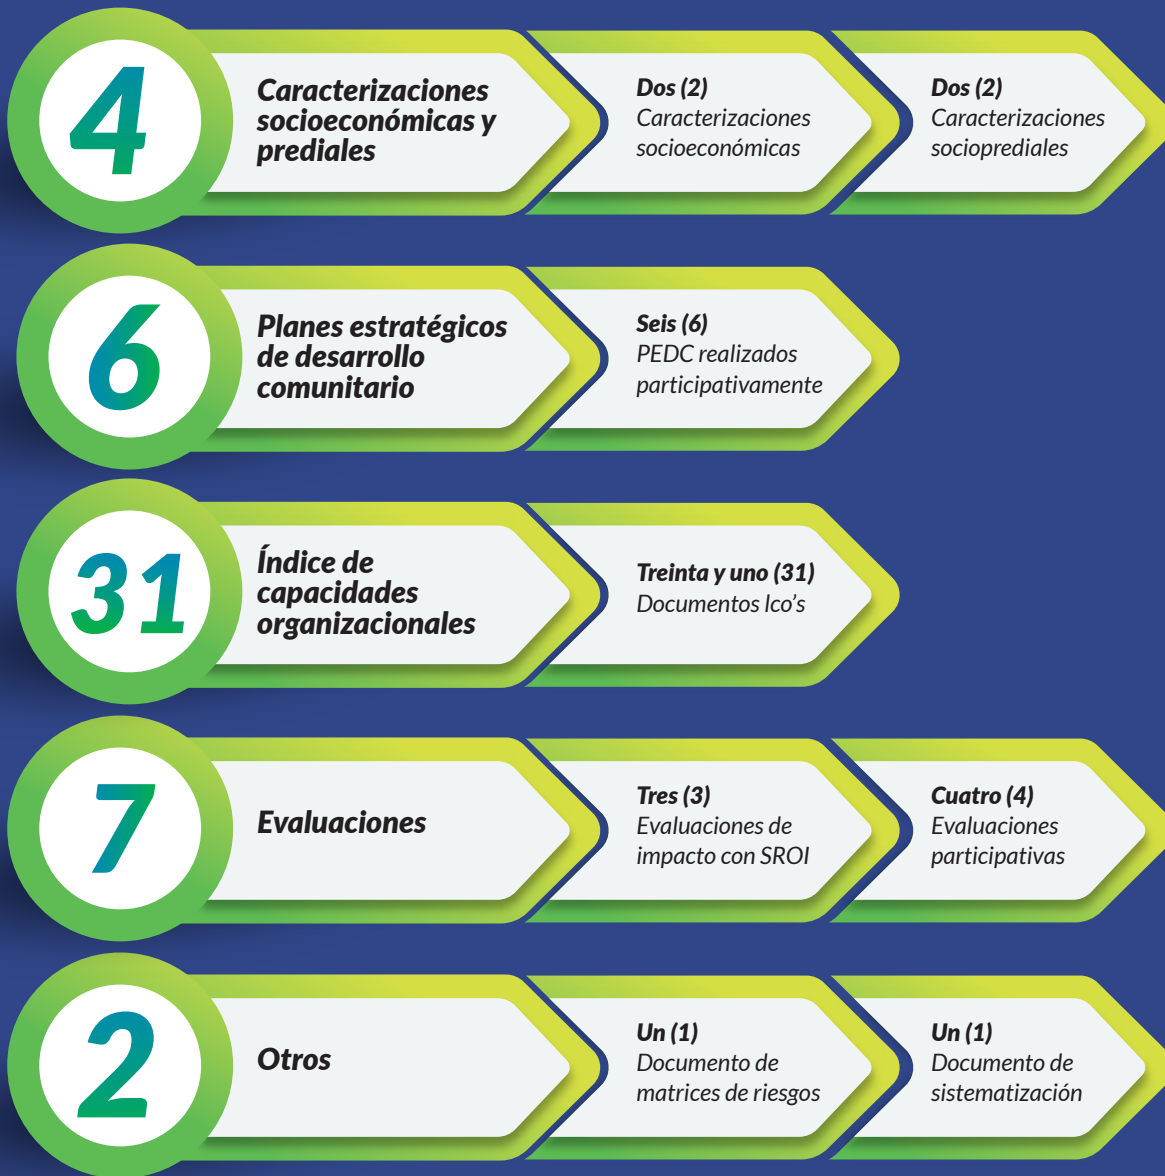 4
Caracterizaciones
socioeconómicas y
prediales
Dos (2)
Caracterizaciones
socioeconómicas
Dos (2)
Caracterizaciones
socioprediales
6
Planes estratégicos
de desarrollo
comunitario
Seis (6)
PEDC realizados
participativamente
31
Índice de
capacidades
organizacionales
Treinta y uno (31)
Documentos Ico’s
7
Evaluaciones
Tres (3)
Evaluaciones de
impacto con SROI
Cuatro (4)
Evaluaciones
participativas
2
Otros
Un (1)
Documento de
matrices de riesgos
Un (1)
Documento de
sistematización